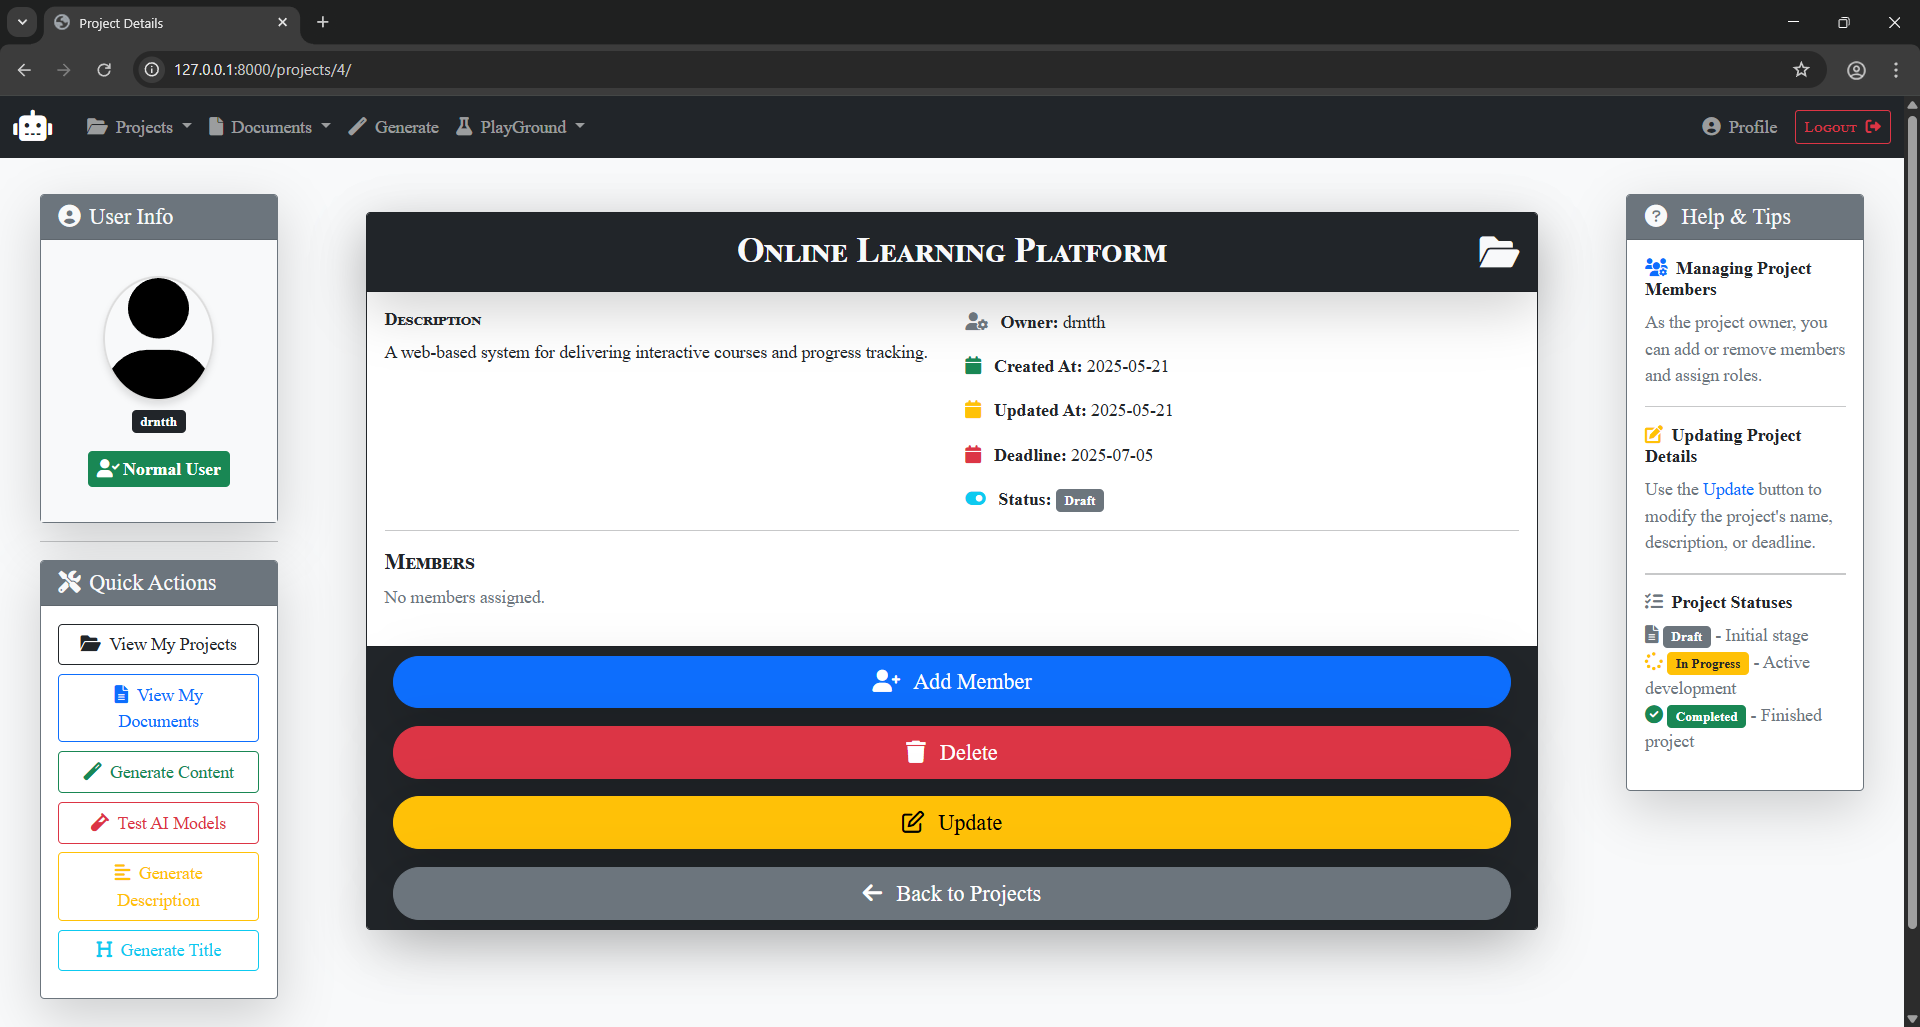 Project Details
127.0.0.1:8000/projects/4/
Projects
Documents
Generate
PlayGround
Profile
Logout
User Info
drntth
Normal User
Quick Actions
View My Projects
View My
Documents
Generate Content
Test AI Models
Generate
Description
Generate Title
Online Learning Platform
Description
A web-based system for delivering interactive courses and progress tracking.
Owner: drntth
Created At: 2025-05-21
Updated At: 2025-05-21
Deadline: 2025-07-05
Status: Draft
Members
No members assigned.
Add Member
Delete
Update
Back to Projects
Help & Tips
Managing Project
Members
As the project owner, you
can add or remove members
and assign roles.
Updating Project
Details
Use the Update button to
modify the project's name,
description, or deadline.
Project Statuses
Draft - Initial stage
In Progress - Active
development
Completed - Finished
project